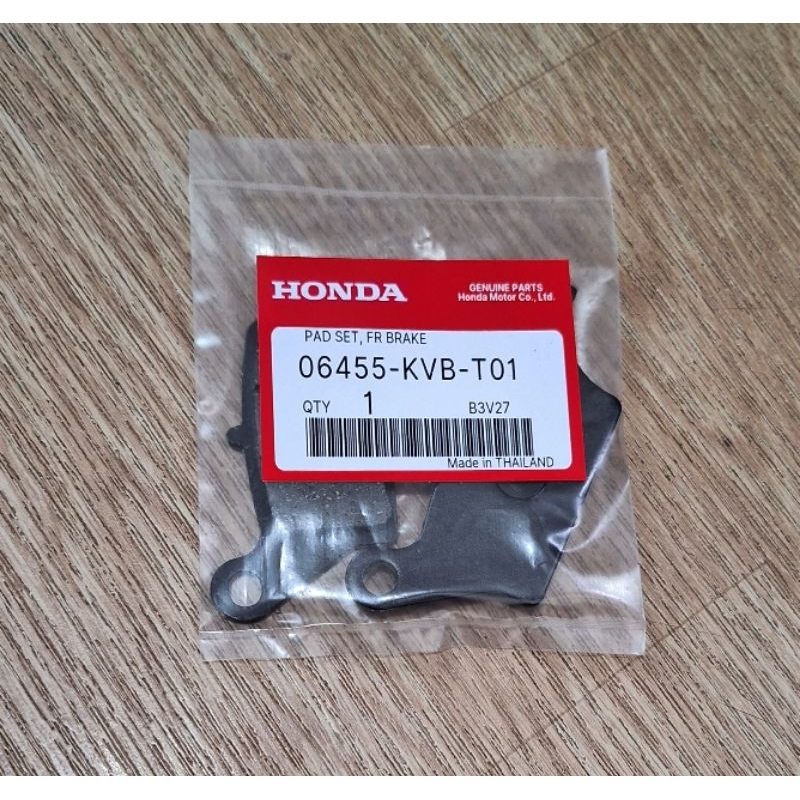 HONDA
GENUINE PARTS
Honda Motor Co., Ltd.
PAD SET, FR BRAKE
06455-KVB-T01
QTY 1 B3V27
Made in THAILAND